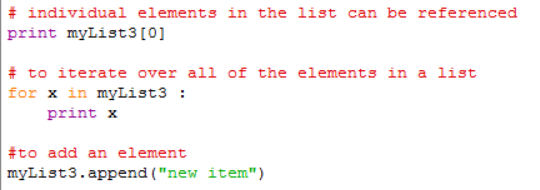 # individual elements in the list can be referenced
print myList3[0]
# to iterate over all of the elements in a list
for x in myList3 :
    print x
#to add an element
myList3.append("new item")